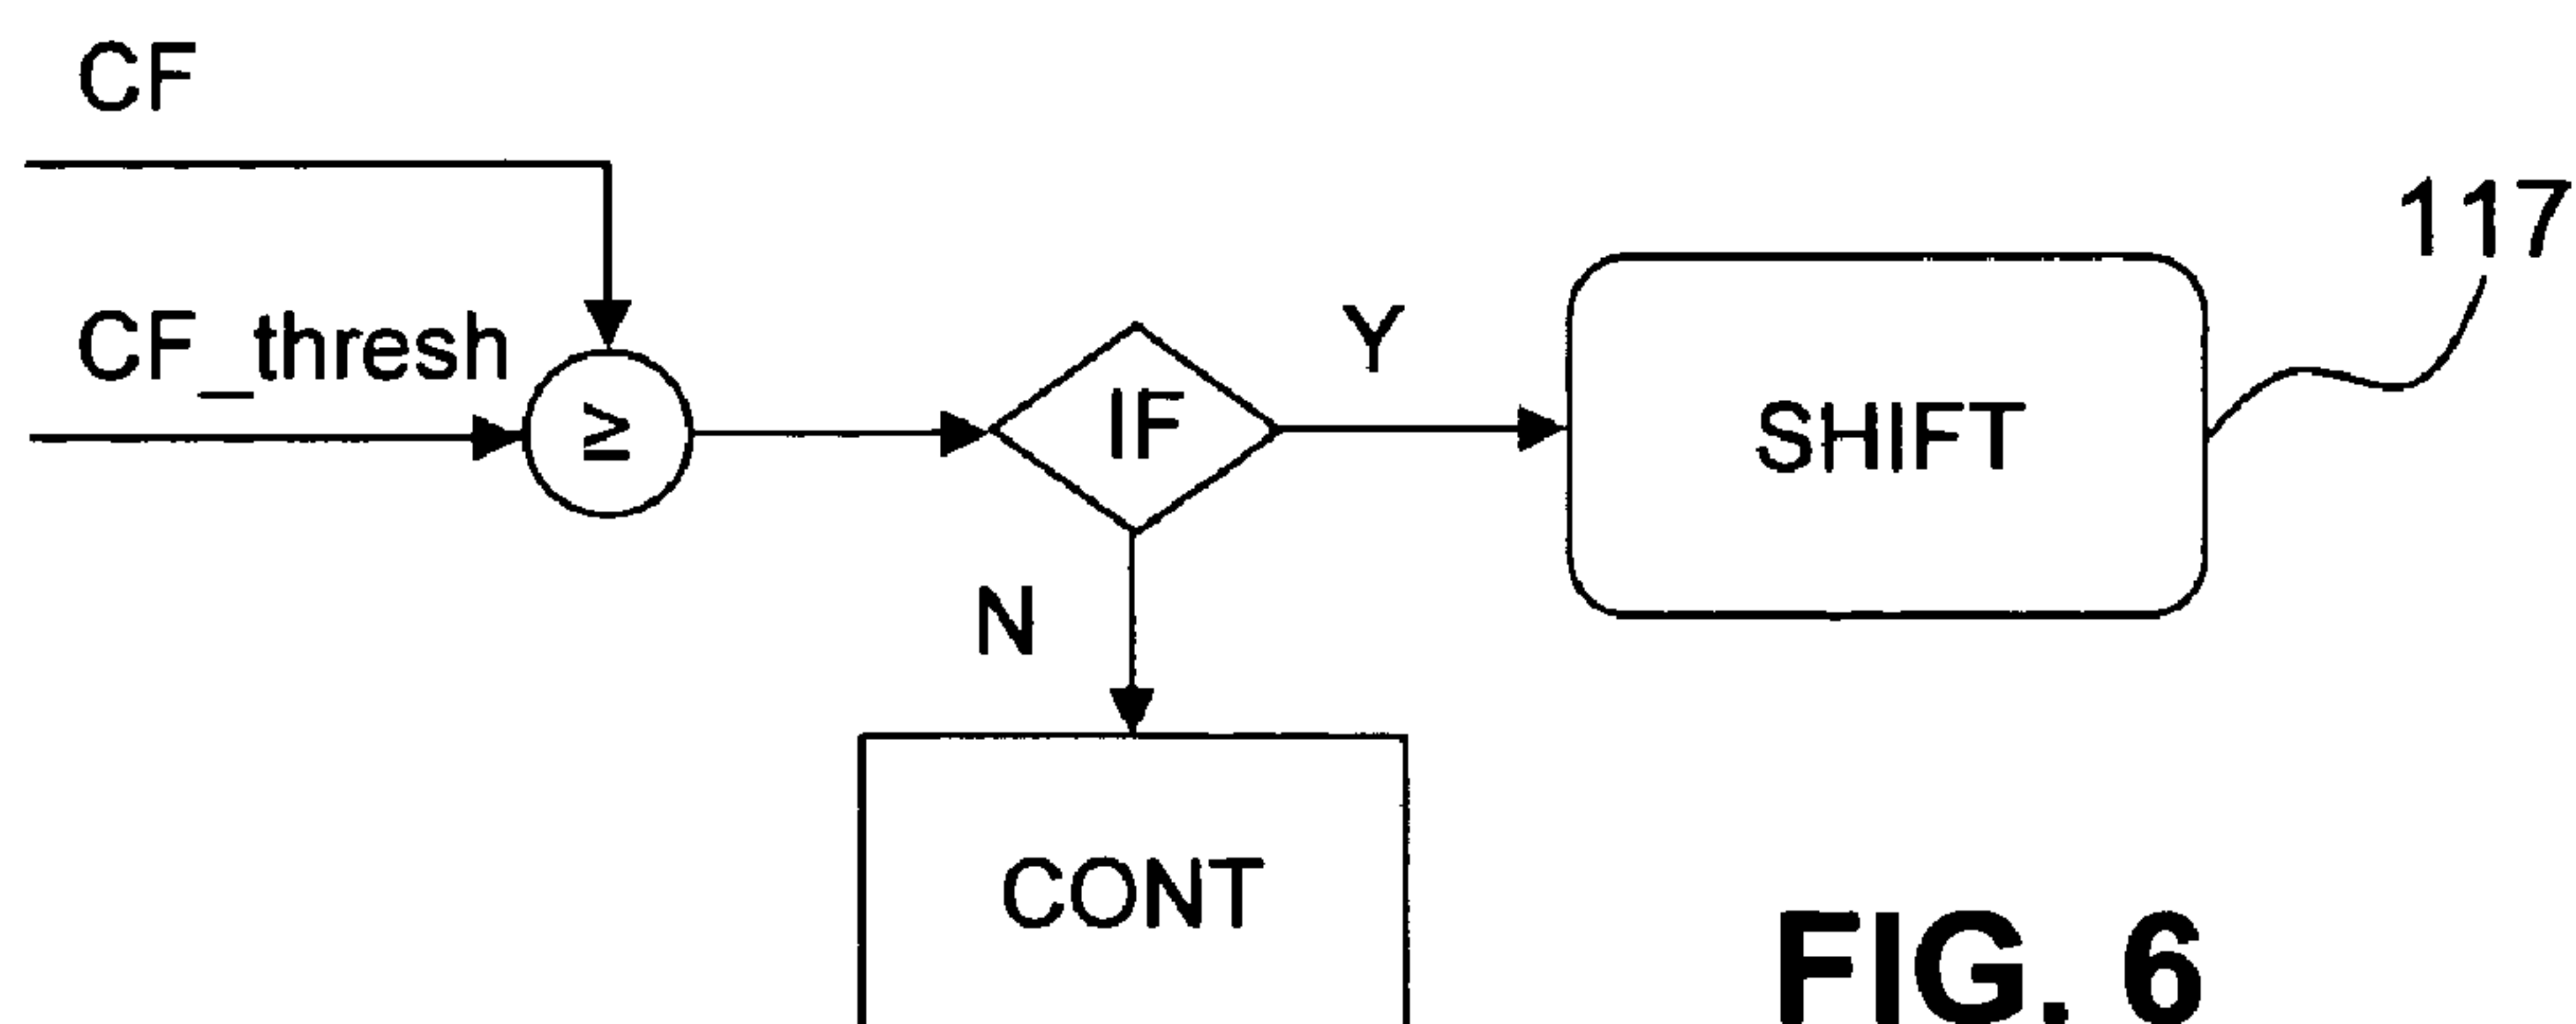 CF
117
CF_thresh
≥
IF
Y
SHIFT
N
CONT
FIG. 6